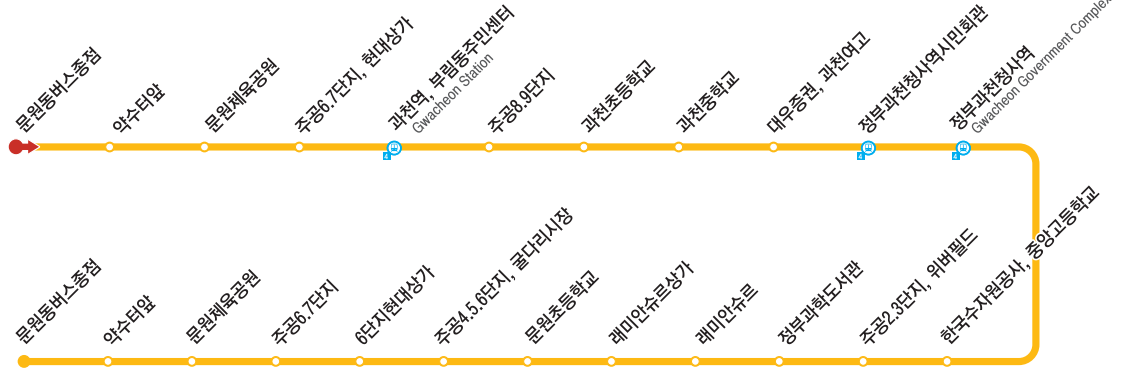 문원동버스종점
약수터앞
문원체육공원
주공6.7단지, 현대상가
과천역, 부림동주민센터
Gwacheon Station
4
주공8.9단지
과천초등학교
과천중학교
대우증권, 과천여고
정부과천청사역시민회관
4
정부과천청사역
Gwacheon Government Complex
4
문원동버스종점
약수터앞
문원체육공원
주공6.7단지
6단지현대상가
주공4.5.6단지, 굴다리시장
문원초등학교
래미안슈르상가
래미안슈르
정부과학도서관
주공2.3단지, 위버필드
한국수자원공사, 중앙고등학교